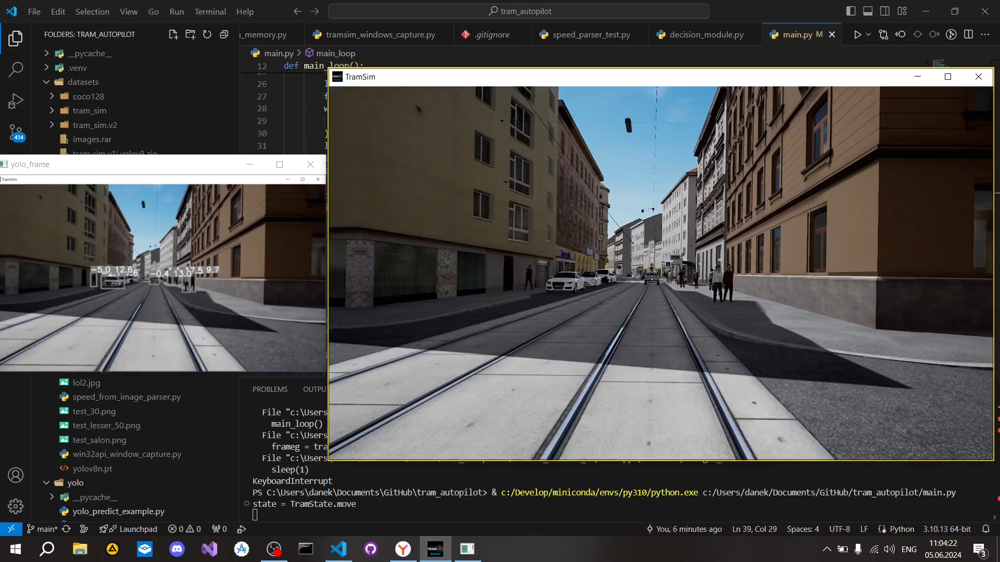 File Edit Selection View Go Run Terminal Help
tram_autopilot
FOLDERS: TRAM_AUTOPILOT
_memory.py
tramsim_windows_capture.py
.gitignore
speed_parser_test.py
decision_module.py
main.py M
main.py > main_loop
__pycache__
.venv
datasets
coco128
tram_sim
tram_sim.v2
images.rar
tram sim.v1i.yolov8.zip
12 def main_loop():
26
27
28
29
30
31
414
TramSim
yolo_frame
TramSim
-5.0 12.6
-0.4 13.0
17.5 9.7
lol2.jpg
speed_from_image_parser.py
test_30.png
test_lesser_50.png
test_salon.png
win32api_window_capture.py
yolov8n.pt
yolo
__pycache__
yolo_predict_example.py
PROBLEMS OUTPU
File "c:\Users
main_loop()
File "c:\Users
frameg = tra
File "c:\Users
sleep(1)
KeyboardInterrupt
PS C:\Users\danek\Documents\GitHub\tram_autopilot> & c:/Develop/miniconda/envs/py310/python.exe c:/Users/danek/Documents/GitHub/tram_autopilot/main.py
state = TramState.move
main* Launchpad 0 0 0 You, 6 minutes ago Ln 39, Col 29 Spaces: 4 UTF-8 LF Python 3.10.13 64-bit
ENG
11:04:22
05.06.2024
3